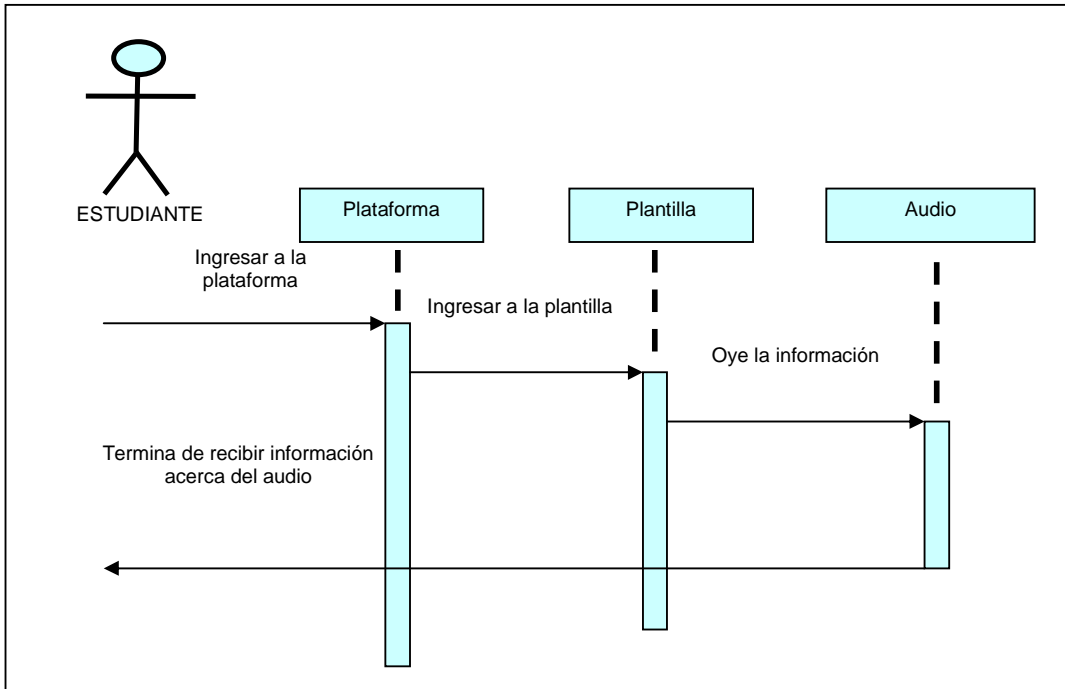 ESTUDIANTE
Plataforma
Plantilla
Audio
Ingresar a la
plataforma
Ingresar a la plantilla
Oye la información
Termina de recibir información
acerca del audio